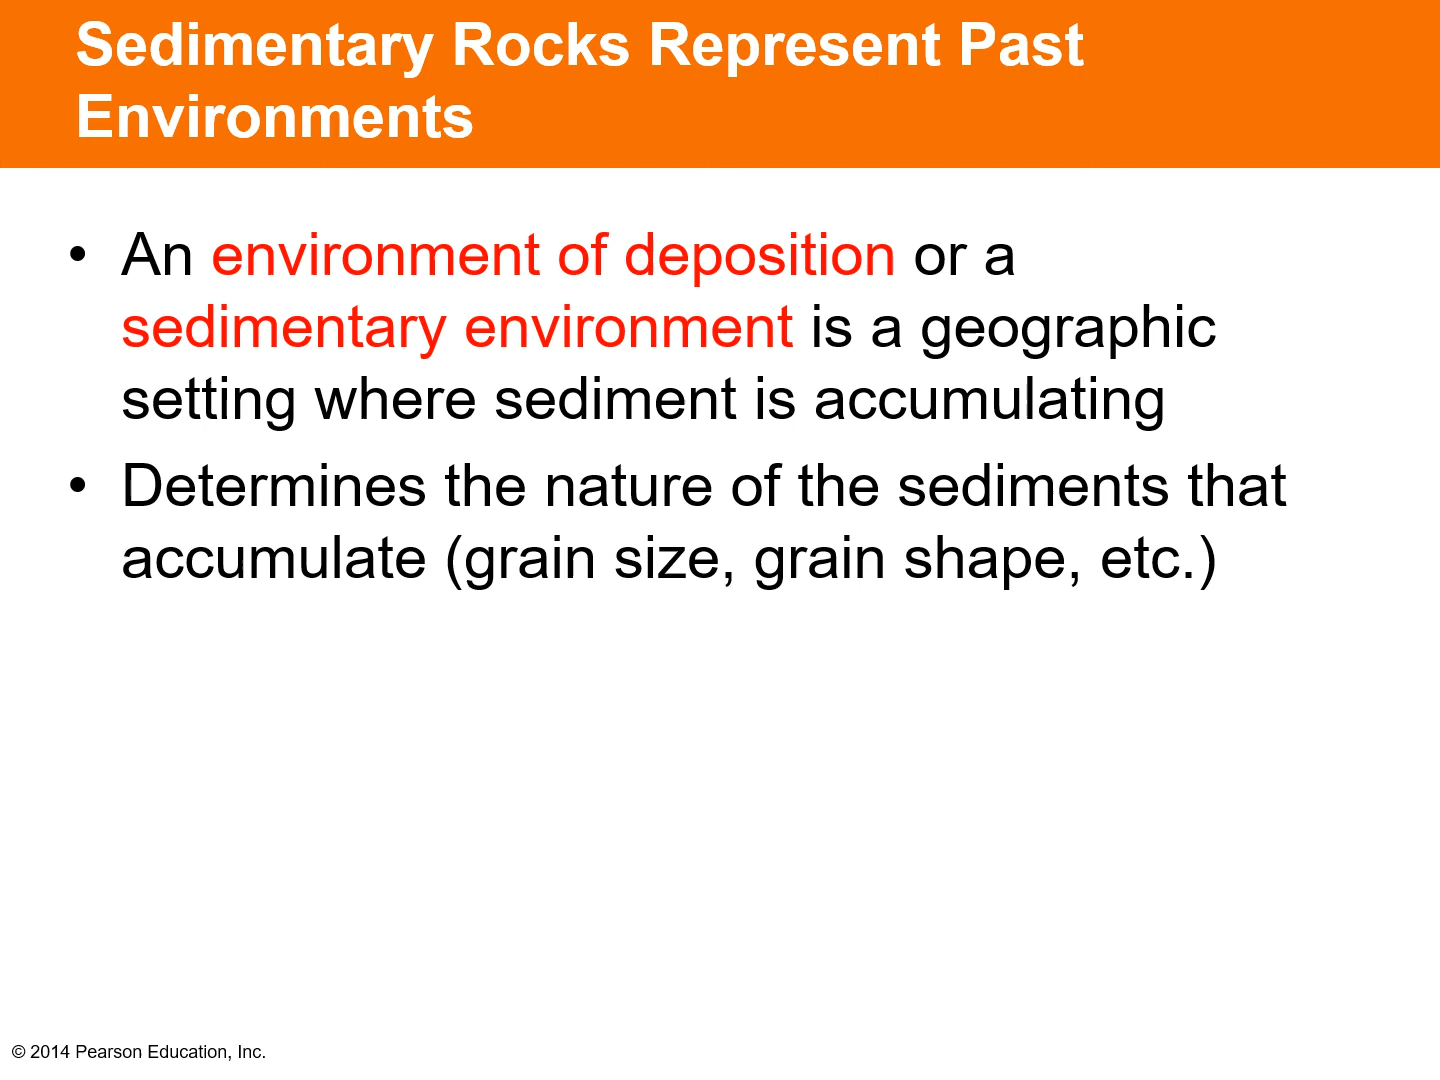 Sedimentary Rocks Represent Past
Environments
• An environment of deposition or a
sedimentary environment is a geographic
setting where sediment is accumulating
• Determines the nature of the sediments that
accumulate (grain size, grain shape, etc.)
© 2014 Pearson Education, Inc.